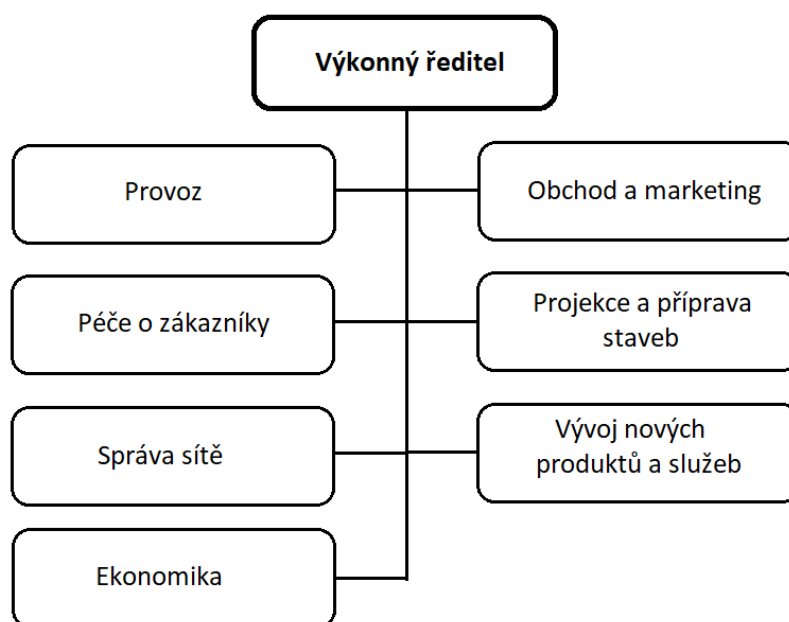 Výkonný ředitel
Provoz
Obchod a marketing
Péče o zákazníky
Projekce a příprava
staveb
Správa sítě
Vývoj nových
produktů a služeb
Ekonomika